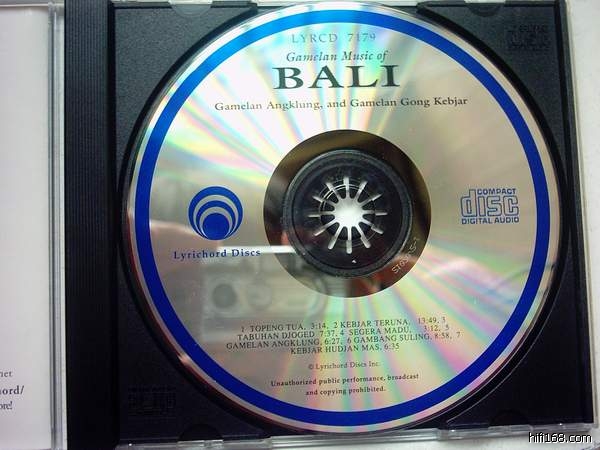 LYRCD 7179
Gamelan Music of
BALI
Gamelan Angklung, and Gamelan Gong Kebjar
COMPACT
disc
DIGITAL AUDIO
Lyrichord Discs
1 TOPENG TUA, 3:14, 2 KEBJAR TERUNA, 13:49, 3
TABUHAN DJOGED 7:37, 4 SEGERA MADU, 3:12, 5
GAMELAN ANGKLUNG, 6:27, 6 GAMBANG SULING, 8:58, 7
KEBJAR HUDJAN MAS, 6:35
© Lyrichord Discs Inc.
Unauthorized public performance, broadcast
and copying prohibited.
net
ord/
ore!
hifi168.com